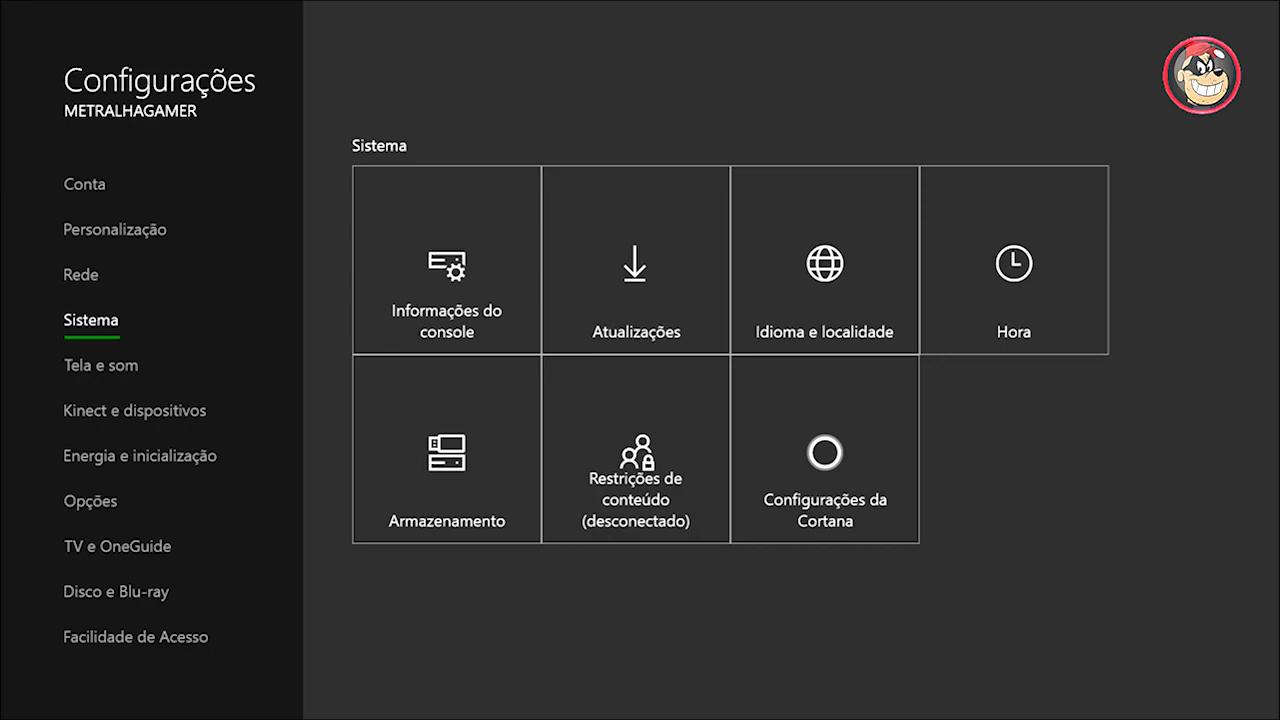 Configurações
METRALHAGAMER
Conta
Personalização
Rede
Sistema
Tela e som
Kinect e dispositivos
Energia e inicialização
Opções
TV e OneGuide
Disco e Blu-ray
Facilidade de Acesso
Sistema
Informações do
console
Atualizações
Idioma e localidade
Hora
Armazenamento
Restrições de
conteúdo
(desconectado)
Configurações da
Cortana